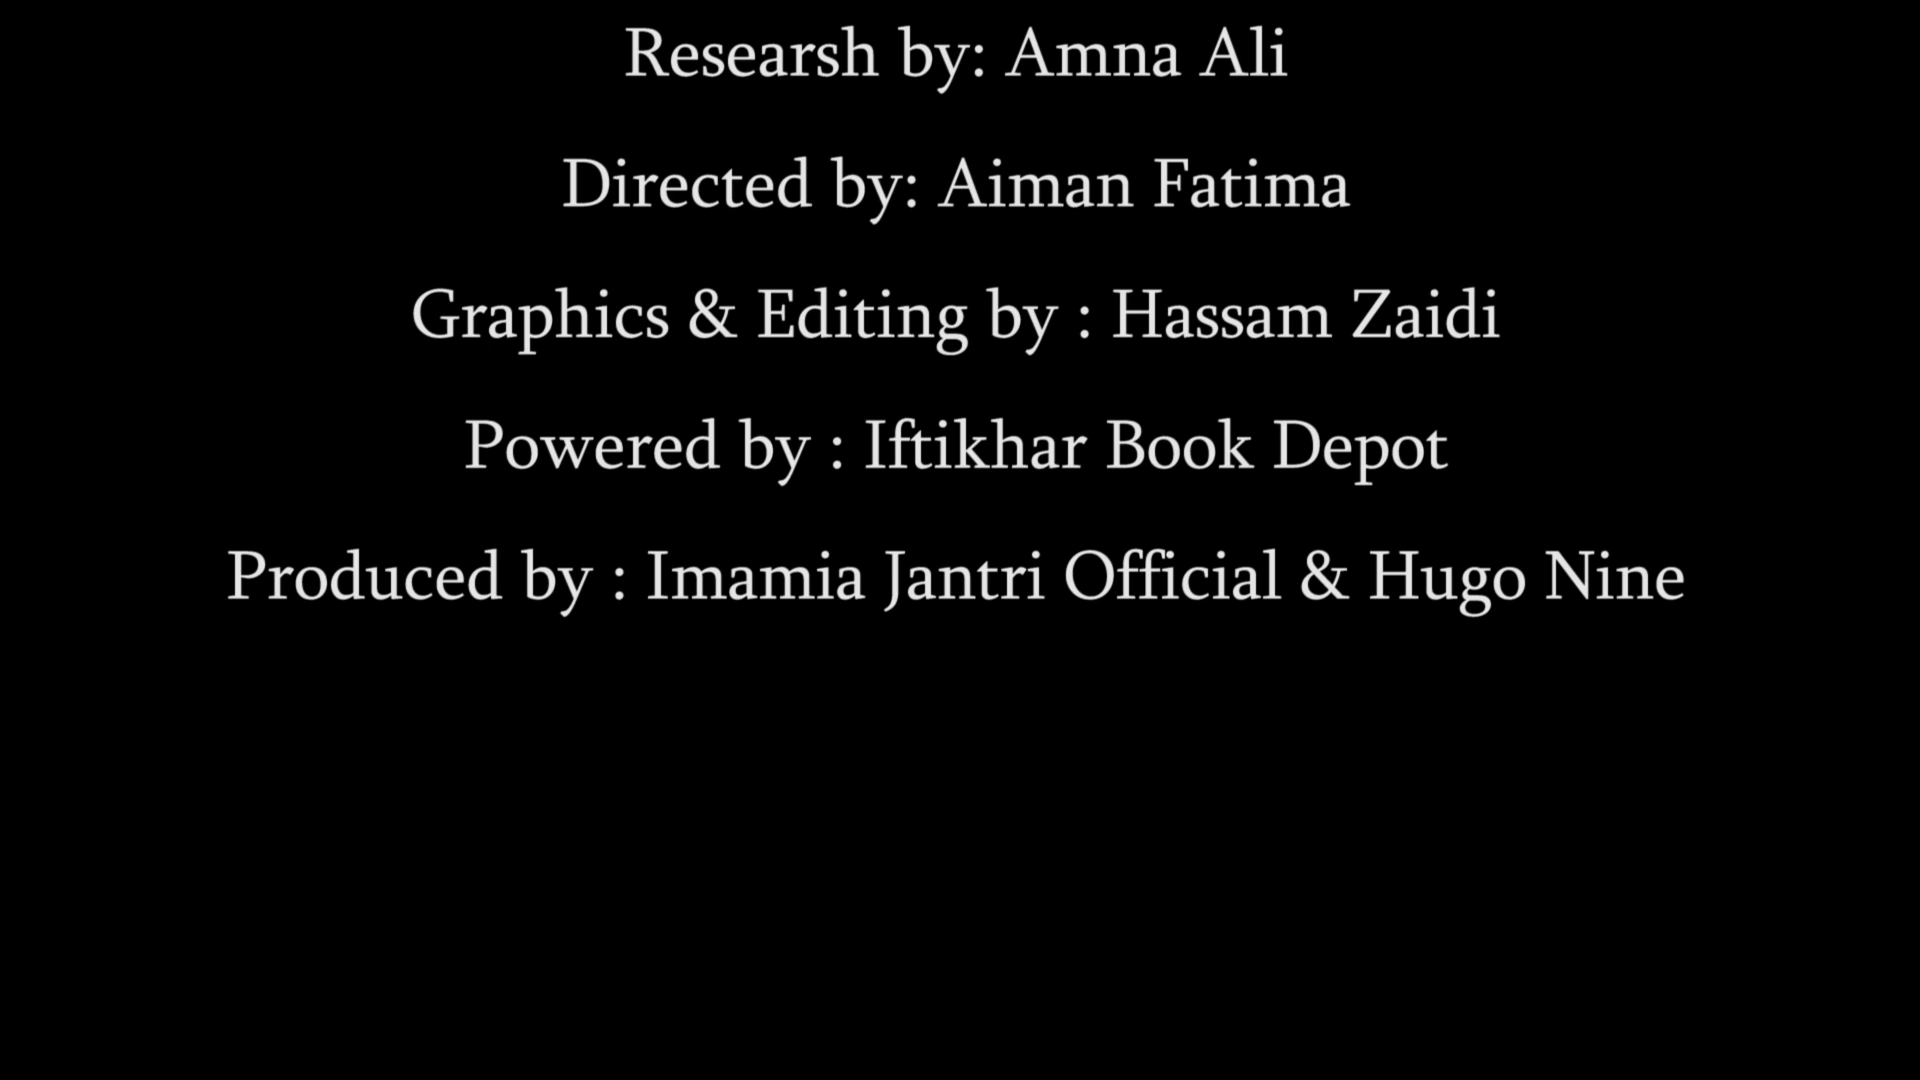 Researsh by: Amna Ali
Directed by: Aiman Fatima
Graphics & Editing by : Hassam Zaidi
Powered by : Iftikhar Book Depot
Produced by : Imamia Jantri Official & Hugo Nine